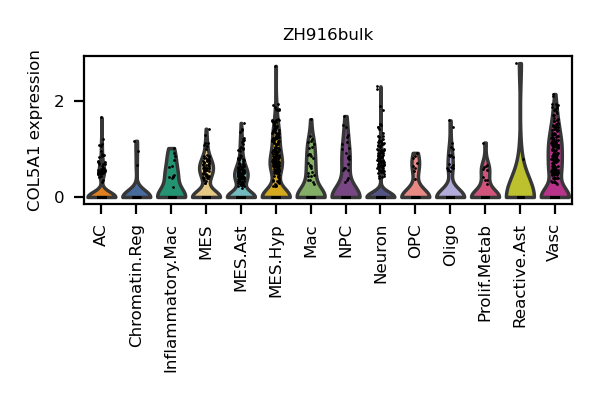 ZH916bulk
COL5A1 expression
2
0
AC
Chromatin.Reg
Inflammatory.Mac
MES
MES.Ast
MES.Hyp
Mac
NPC
Neuron
OPC
Oligo
Prolif.Metab
Reactive.Ast
Vasc